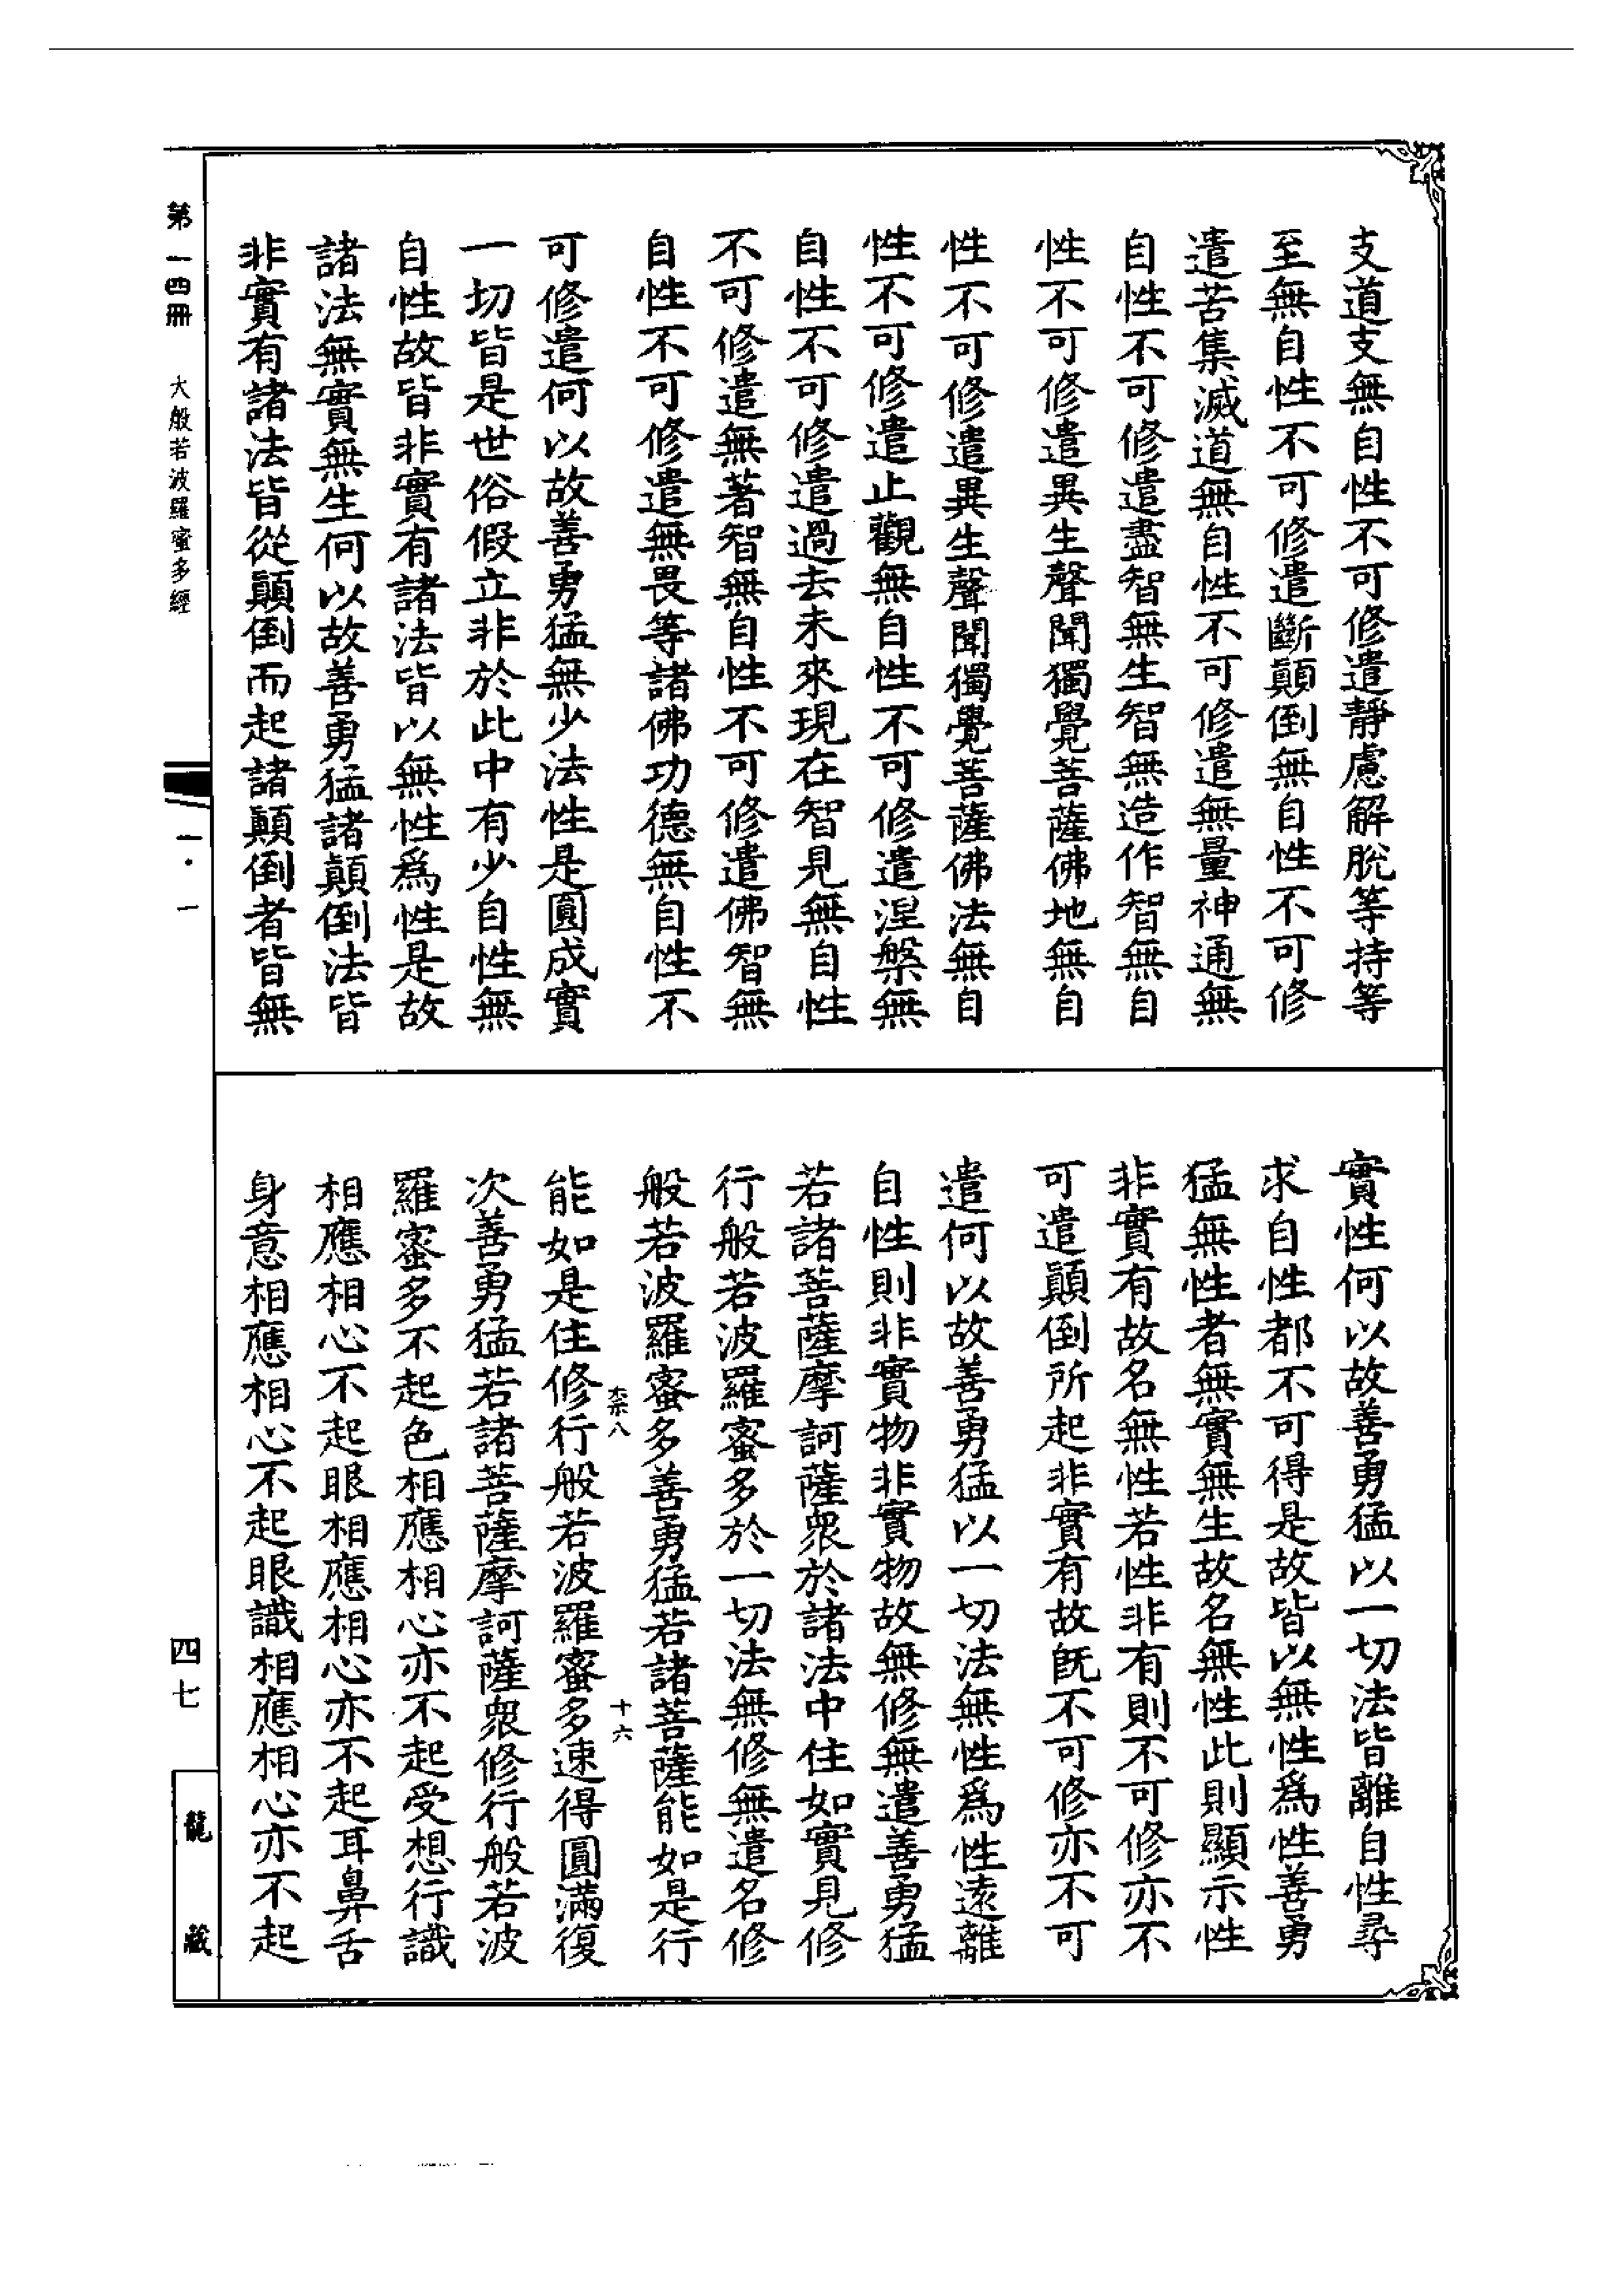 支道支無自性不可修遣靜慮解脫等持等
至無自性不可修遣斷顛倒無自性不可修
遣苦集滅道無自性不可修遣無量神通無
自性不可修遣盡智無生智無造作智無自
性不可修遣異生聲聞獨覺菩薩佛地無自
性不可修遣異生聲聞獨覺菩薩佛法無自
性不可修遣止觀無自性不可修遣涅槃無
自性不可修遣過去未來現在智見無自性
不可修遣無著智無自性不可修遣佛智無
自性不可修遣無畏等諸佛功德無自性不
可修遣何以故善勇猛無少法性是圓成實
一切皆是世俗假立非於此中有少自性無
自性故皆非實有諸法皆以無性爲性是故
諸法無實無生何以故善勇猛諸顛倒法皆
非實有諸法皆從顛倒而起諸顛倒者皆無
實性何以故善勇猛以一切法皆離自性尋
求自性都不可得是故皆以無性爲性善勇
猛無性者無實無生故名無性此則顯示性
非實有故名無性若性非有則不可修亦不
可遣顛倒所起非實有故旣不可修亦不可
遣何以故善勇猛以一切法無性爲性遠離
自性則非實物非實物故無修無遣善勇猛
若諸菩薩摩訶薩眾於諸法中住如實見修
行般若波羅蜜多於一切法無修無遣名修
般若波羅蜜多善勇猛若諸菩薩能如是行
柰八 十六
能如是住修行般若波羅蜜多速得圓滿復
次善勇猛若諸菩薩摩訶薩眾修行般若波
羅蜜多不起色相應相心亦不起受想行識
相應相心不起眼相應相心亦不起耳鼻舌
身意相應相心不起眼識相應相心亦不起
第一四冊 大般若波羅蜜多經 一·一 四七
龍藏